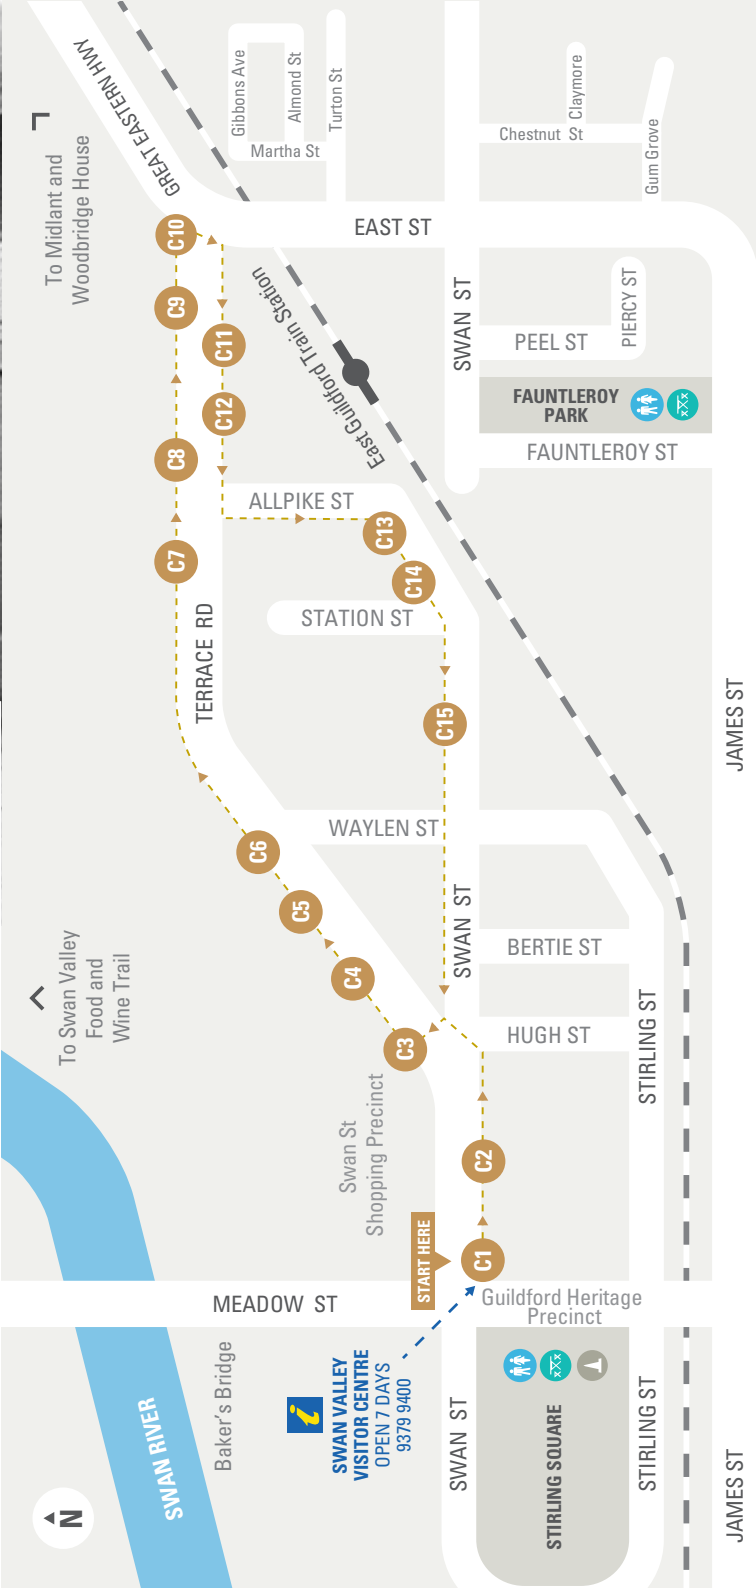 GREAT EASTERN HWY
Gibbons Ave
Almond St
Turton St
Martha St
Claymore
Chestnut St
Gum Grove
To Midlant and
Woodbridge House
C10
EAST ST
C9
C11
C12
C8
C7
East Guildford Train Station
SWAN ST
PEEL ST
PIERCY ST
FAUNTLEROY
PARK
FAUNTLEROY ST
ALLPIKE ST
C13
C14
STATION ST
TERRACE RD
C15
JAMES ST
WAYLEN ST
C6
C5
C4
C3
SWAN ST
BERTIE ST
HUGH ST
STIRLING ST
To Swan Valley
Food and
Wine Trail
Swan St
Shopping Precinct
C2
START HERE
C1
MEADOW ST
Guildford Heritage
Precinct
Baker's Bridge
SWAN RIVER
i
SWAN VALLEY
VISITOR CENTRE
OPEN 7 DAYS
9379 9400
SWAN ST
STIRLING SQUARE
STIRLING ST
JAMES ST
N